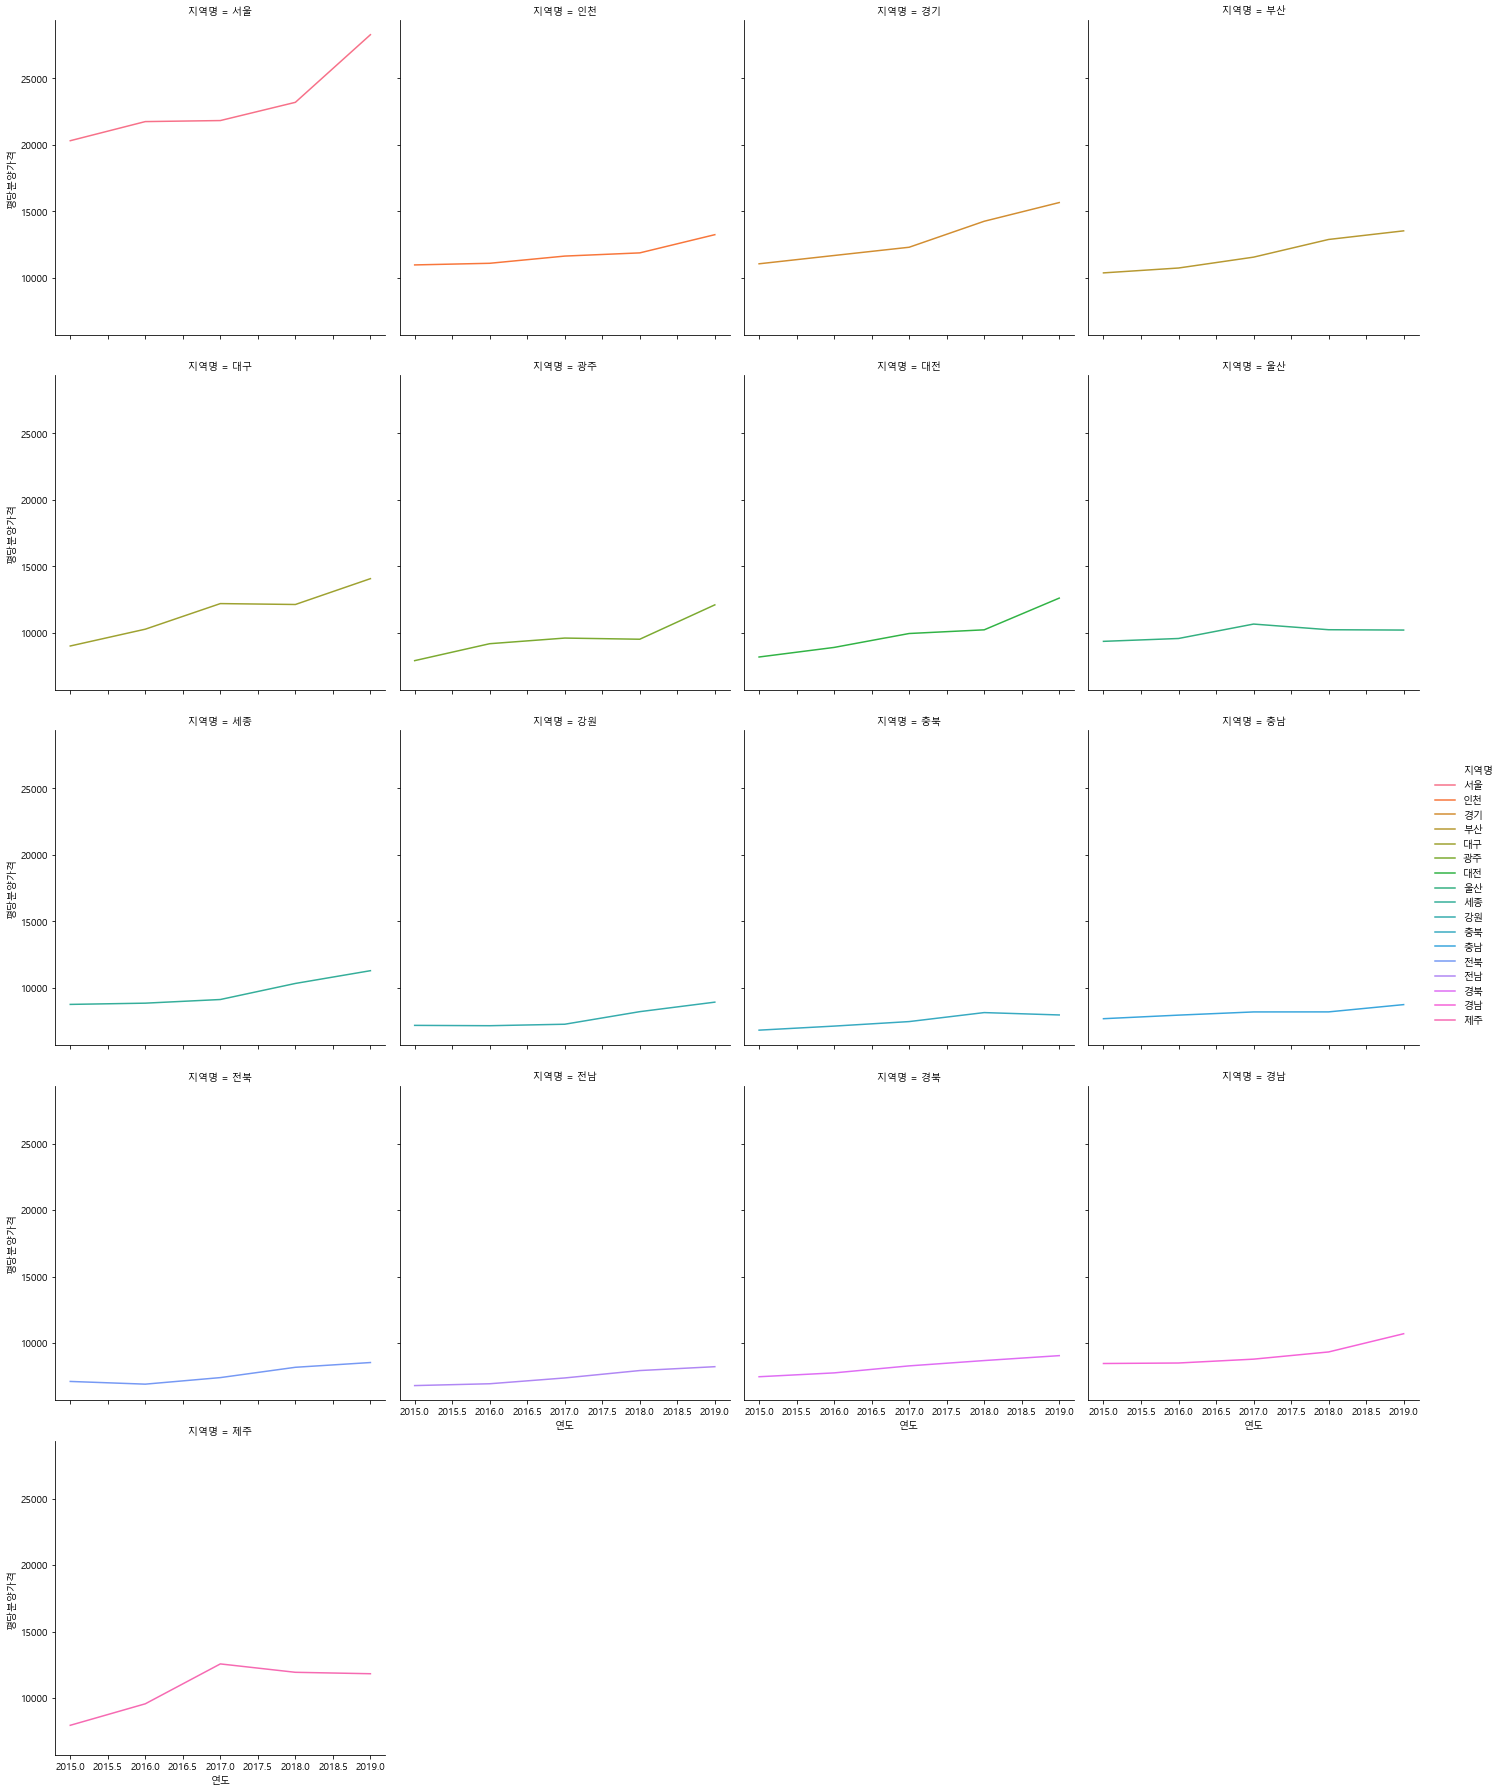 지역명 = 서울
지역명 = 인천
지역명 = 경기
지역명 = 부산
25000
20000
15000
10000
평당분양가격
지역명 = 대구
지역명 = 광주
지역명 = 대전
지역명 = 울산
25000
20000
15000
10000
평당분양가격
지역명 = 세종
지역명 = 강원
지역명 = 충북
지역명 = 충남
25000
20000
15000
10000
평당분양가격
지역명
서울
인천
경기
부산
대구
광주
대전
울산
세종
강원
충북
충남
전북
전남
경북
경남
제주
지역명 = 전북
지역명 = 전남
지역명 = 경북
지역명 = 경남
25000
20000
15000
10000
평당분양가격
2015.0 2015.5 2016.0 2016.5 2017.0 2017.5 2018.0 2018.5 2019.0
연도
2015.0 2015.5 2016.0 2016.5 2017.0 2017.5 2018.0 2018.5 2019.0
연도
2015.0 2015.5 2016.0 2016.5 2017.0 2017.5 2018.0 2018.5 2019.0
연도
지역명 = 제주
25000
20000
15000
10000
평당분양가격
2015.0 2015.5 2016.0 2016.5 2017.0 2017.5 2018.0 2018.5 2019.0
연도